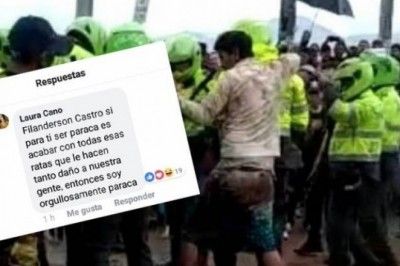 Respuestas
Laura Cano
Filanderson Castro si
para ti ser paraca es
acabar con todas esas
ratas que le hacen
tanto daño a nuestra
gente, entonces soy
orgullosamente paraca
19
1 h Me gusta Responder